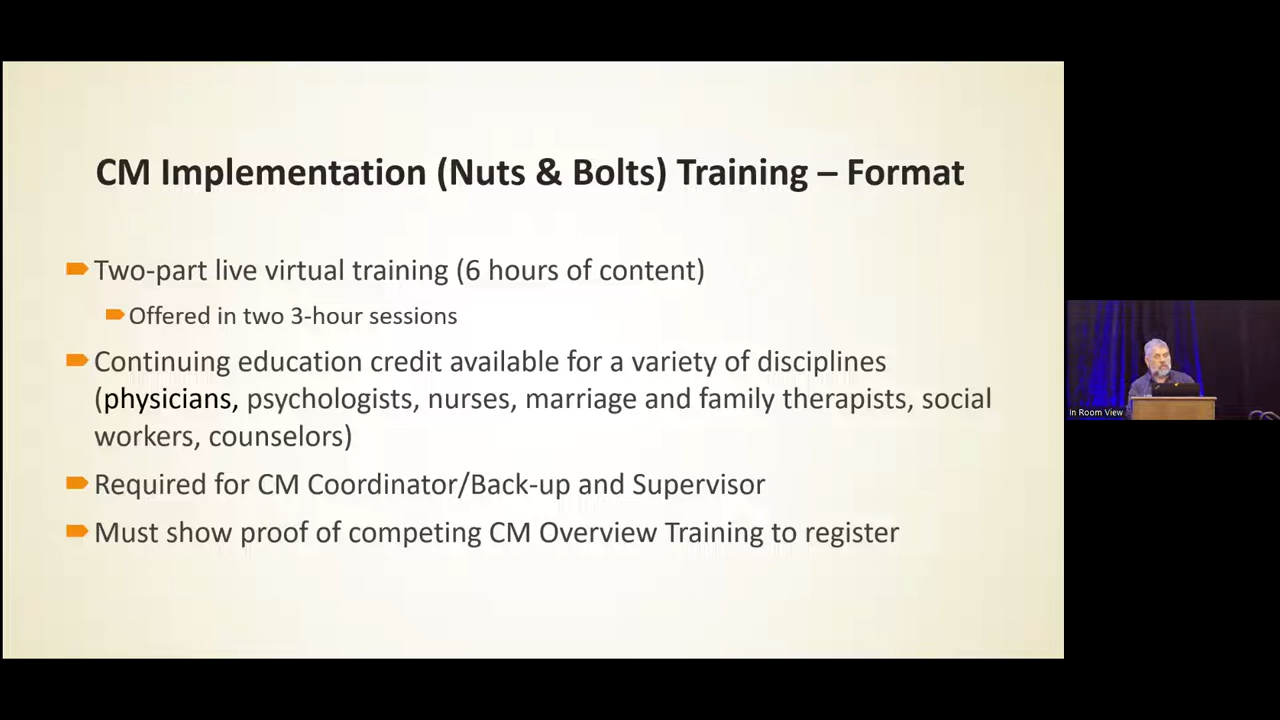 CM Implementation (Nuts & Bolts) Training – Format
Two-part live virtual training (6 hours of content)
Offered in two 3-hour sessions
Continuing education credit available for a variety of disciplines
(physicians, psychologists, nurses, marriage and family therapists, social
workers, counselors)
Required for CM Coordinator/Back-up and Supervisor
Must show proof of competing CM Overview Training to register
In Room View